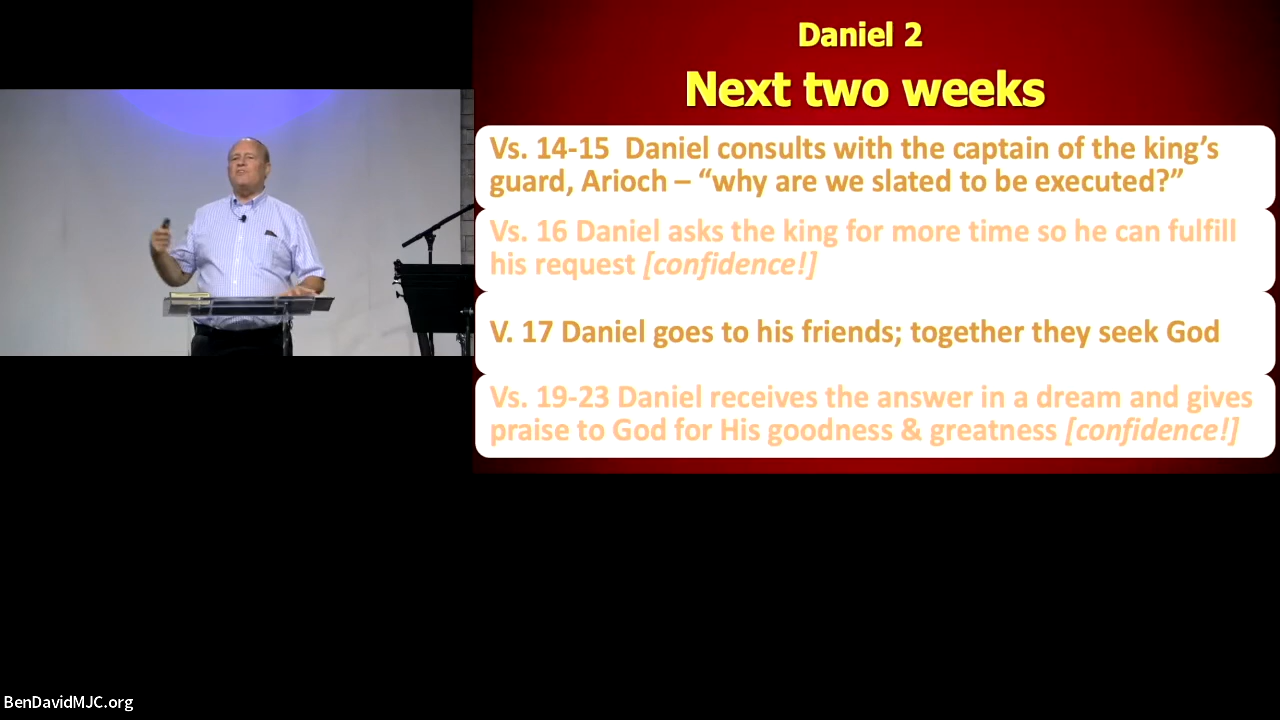 Daniel 2
Next two weeks
Vs. 14-15  Daniel consults with the captain of the king’s
guard, Arioch – “why are we slated to be executed?”
Vs. 16 Daniel asks the king for more time so he can fulfill
his request [confidence!]
V. 17 Daniel goes to his friends; together they seek God
Vs. 19-23 Daniel receives the answer in a dream and gives
praise to God for His goodness & greatness [confidence!]
BenDavidMJC.org